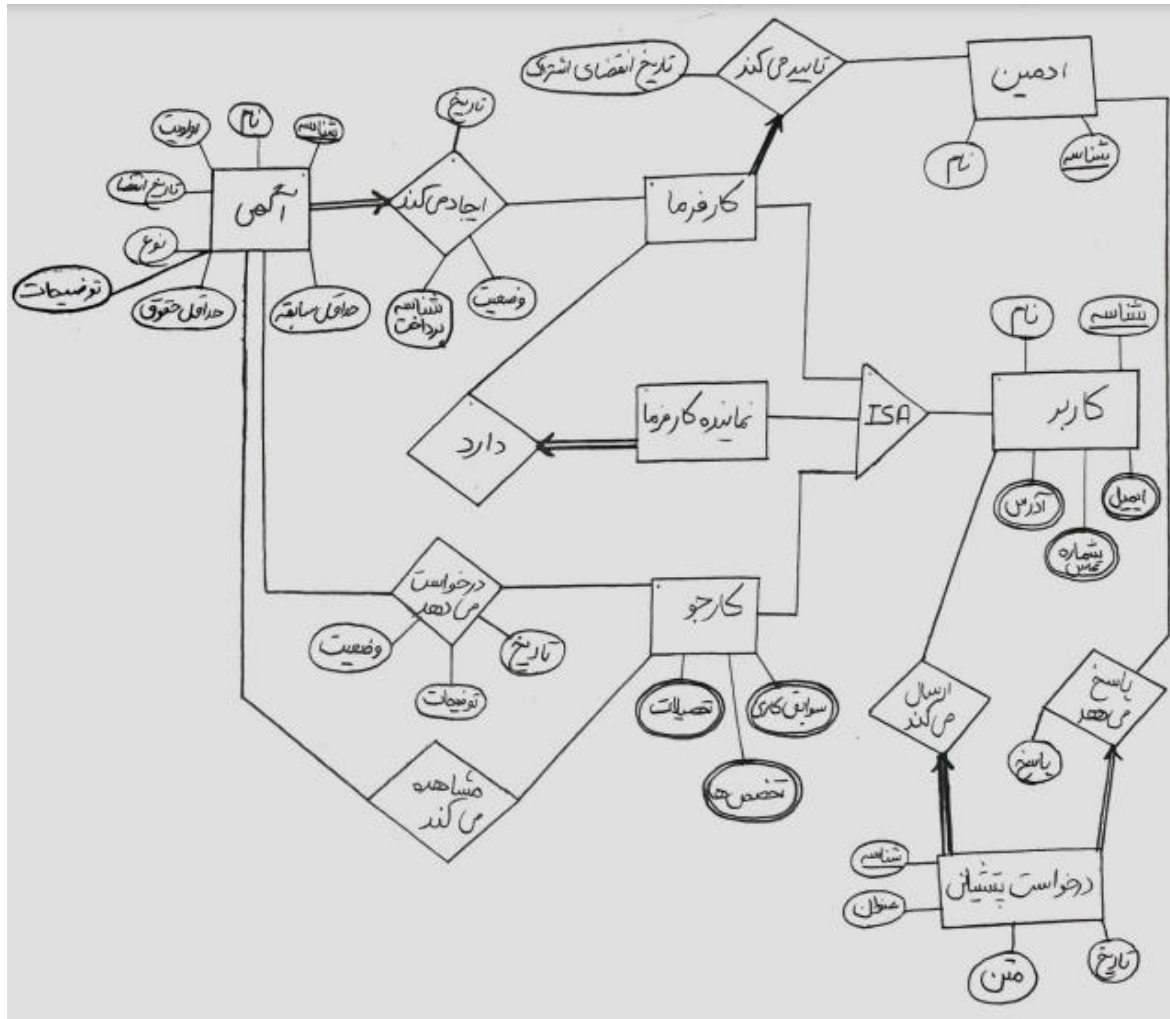 تایید می کند
تاریخ انقضای اشتراک
ادمین
نام
شناسه
تاریخ
نام
شناسه
اولویت
تاریخ انقضا
نوع
توضیحات
حداقل حقوق
حداقل سابقه
آگهی
ایجاد می کند
شناسه
پرداخت
وضعیت
کارفرما
نام
شناسه
کاربر
ISA
نماینده کارفرما
دارد
آدرس
شماره
تماس
ایمیل
درخواست
می دهد
وضعیت
توضیحات
تاریخ
کارجو
تحصیلات
تخصص ها
سوابق کاری
مشاهده
می کند
ارسال
می کند
پاسخ
می دهد
پاسخ
شناسه
عنوان
درخواست پشتیبانی
متن
تاریخ